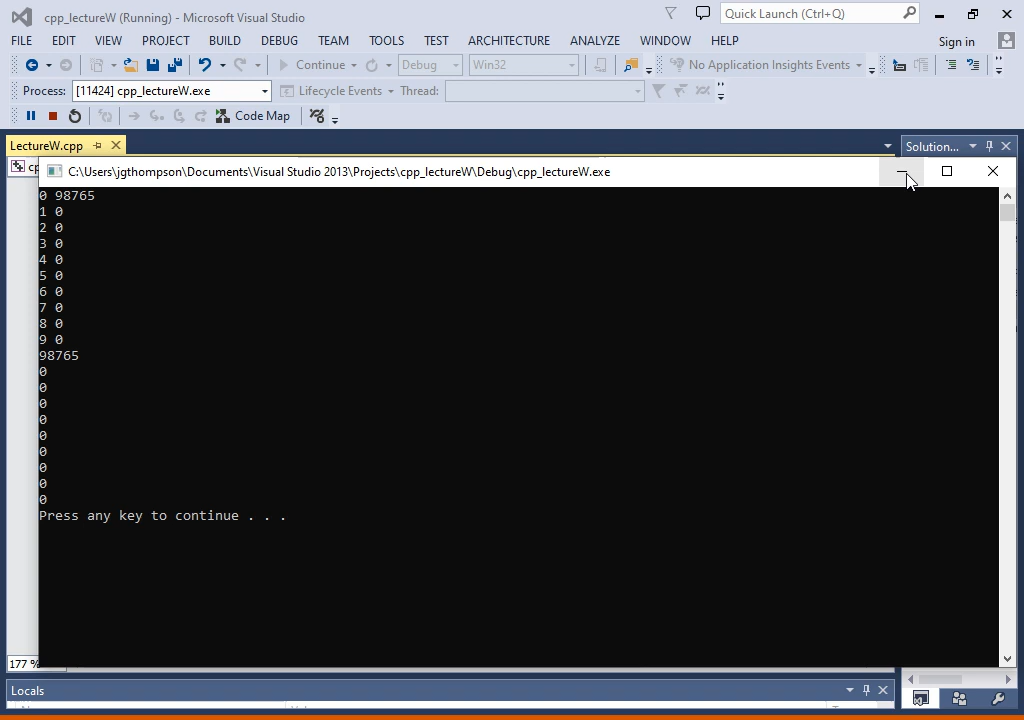 cpp_lectureW (Running) - Microsoft Visual Studio
Quick Launch (Ctrl+Q)
FILE EDIT VIEW PROJECT BUILD DEBUG TEAM TOOLS TEST ARCHITECTURE ANALYZE WINDOW HELP Sign in
Continue Debug Win32 No Application Insights Events
Process: [11424] cpp_lectureW.exe Lifecycle Events Thread:
Code Map
LectureW.cpp Solution...
C:\Users\jgthompson\Documents\Visual Studio 2013\Projects\cpp_lectureW\Debug\cpp_lectureW.exe
0 98765
1 0
2 0
3 0
4 0
5 0
6 0
7 0
8 0
9 0
98765
0
0
0
0
0
0
0
0
0
Press any key to continue . . .
177 %
Locals